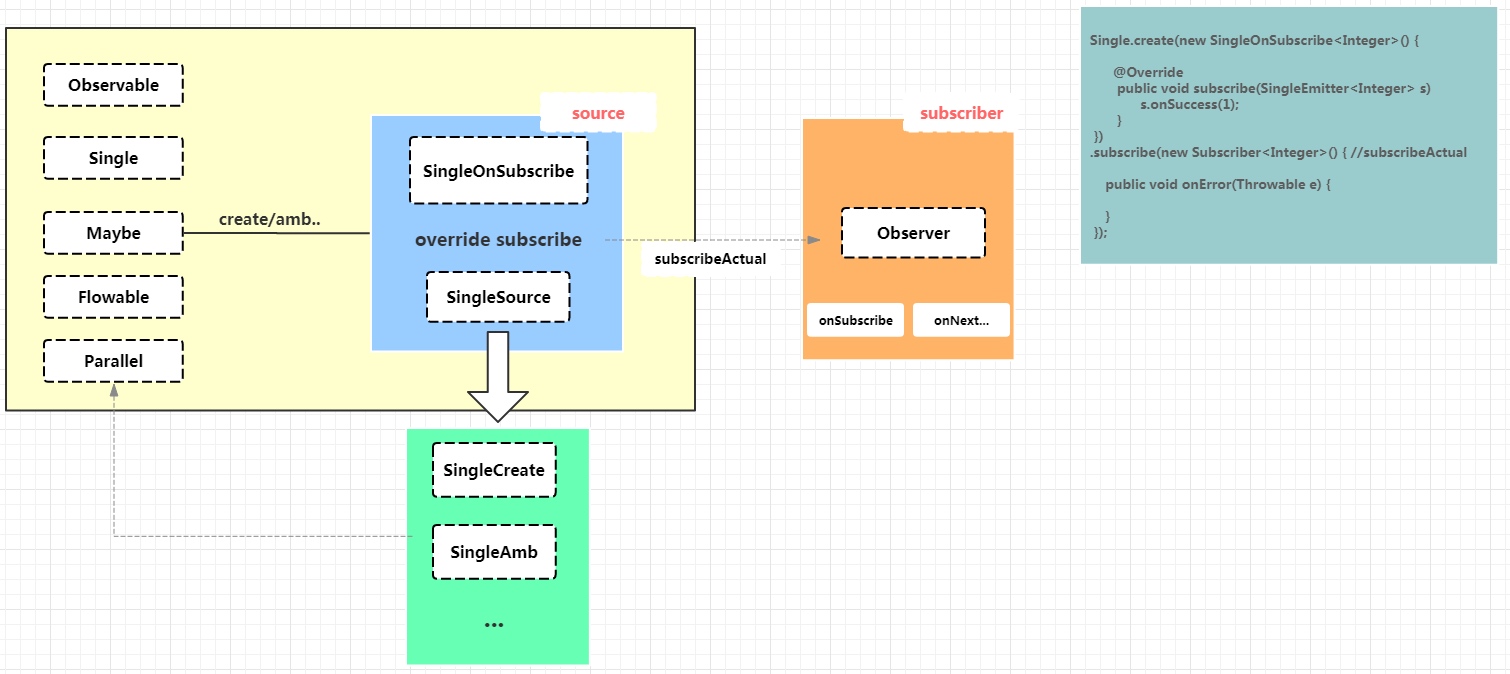 Observable
Single
Maybe
Flowable
Parallel
create/amb..
source
SingleOnSubscribe
override subscribe
SingleSource
subscribeActual
subscriber
Observer
onSubscribe
onNext...
SingleCreate
SingleAmb
...
Single.create(new SingleOnSubscribe<Integer>() {
@Override
public void subscribe(SingleEmitter<Integer> s)
s.onSuccess(1);
}
})
.subscribe(new Subscriber<Integer>() { //subscribeActual
public void onError(Throwable e) {
}
});